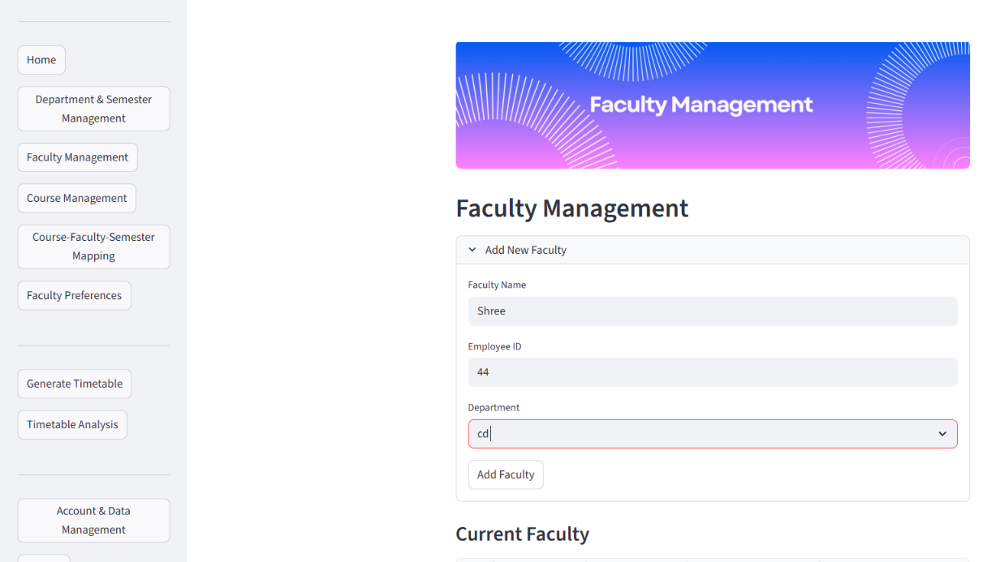 Home
Department & Semester
Management
Faculty Management
Course Management
Course-Faculty-Semester
Mapping
Faculty Preferences
Generate Timetable
Timetable Analysis
Account & Data
Management
Faculty Management
Faculty Management
Add New Faculty
Faculty Name
Shree
Employee ID
44
Department
cd
Add Faculty
Current Faculty